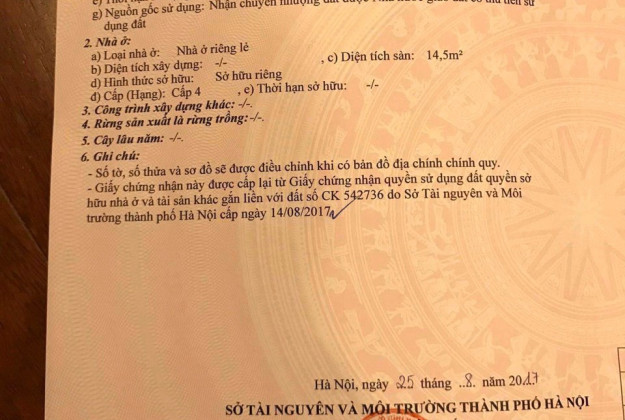 g) Nguồn gốc sử dụng: Nhận chuyển nhượng đất được
dụng đất
2. Nhà ở:
a) Loại nhà ở: Nhà ở riêng lẻ
b) Diện tích xây dựng: -/- , c) Diện tích sàn: 14,5m²
d) Hình thức sở hữu: Sở hữu riêng
đ) Cấp (Hạng): Cấp 4 , e) Thời hạn sở hữu: -/-
3. Công trình xây dựng khác: -/-.
4. Rừng sản xuất là rừng trồng: -/-.
5. Cây lâu năm: -/-.
6. Ghi chú:
- Số tờ, số thửa và sơ đồ sẽ được điều chỉnh khi có bản đồ địa chính chính quy.
- Giấy chứng nhận này được cấp lại từ Giấy chứng nhận quyền sử dụng đất quyền sở
hữu nhà ở và tài sản khác gắn liền với đất số CK 542736 do Sở Tài nguyên và Môi
trường thành phố Hà Nội cấp ngày 14/08/2017
Hà Nội, ngày 25 tháng 8 năm 2017
SỞ TÀI NGUYÊN VÀ MÔI TRƯỜNG THÀNH PHỐ HÀ NỘI